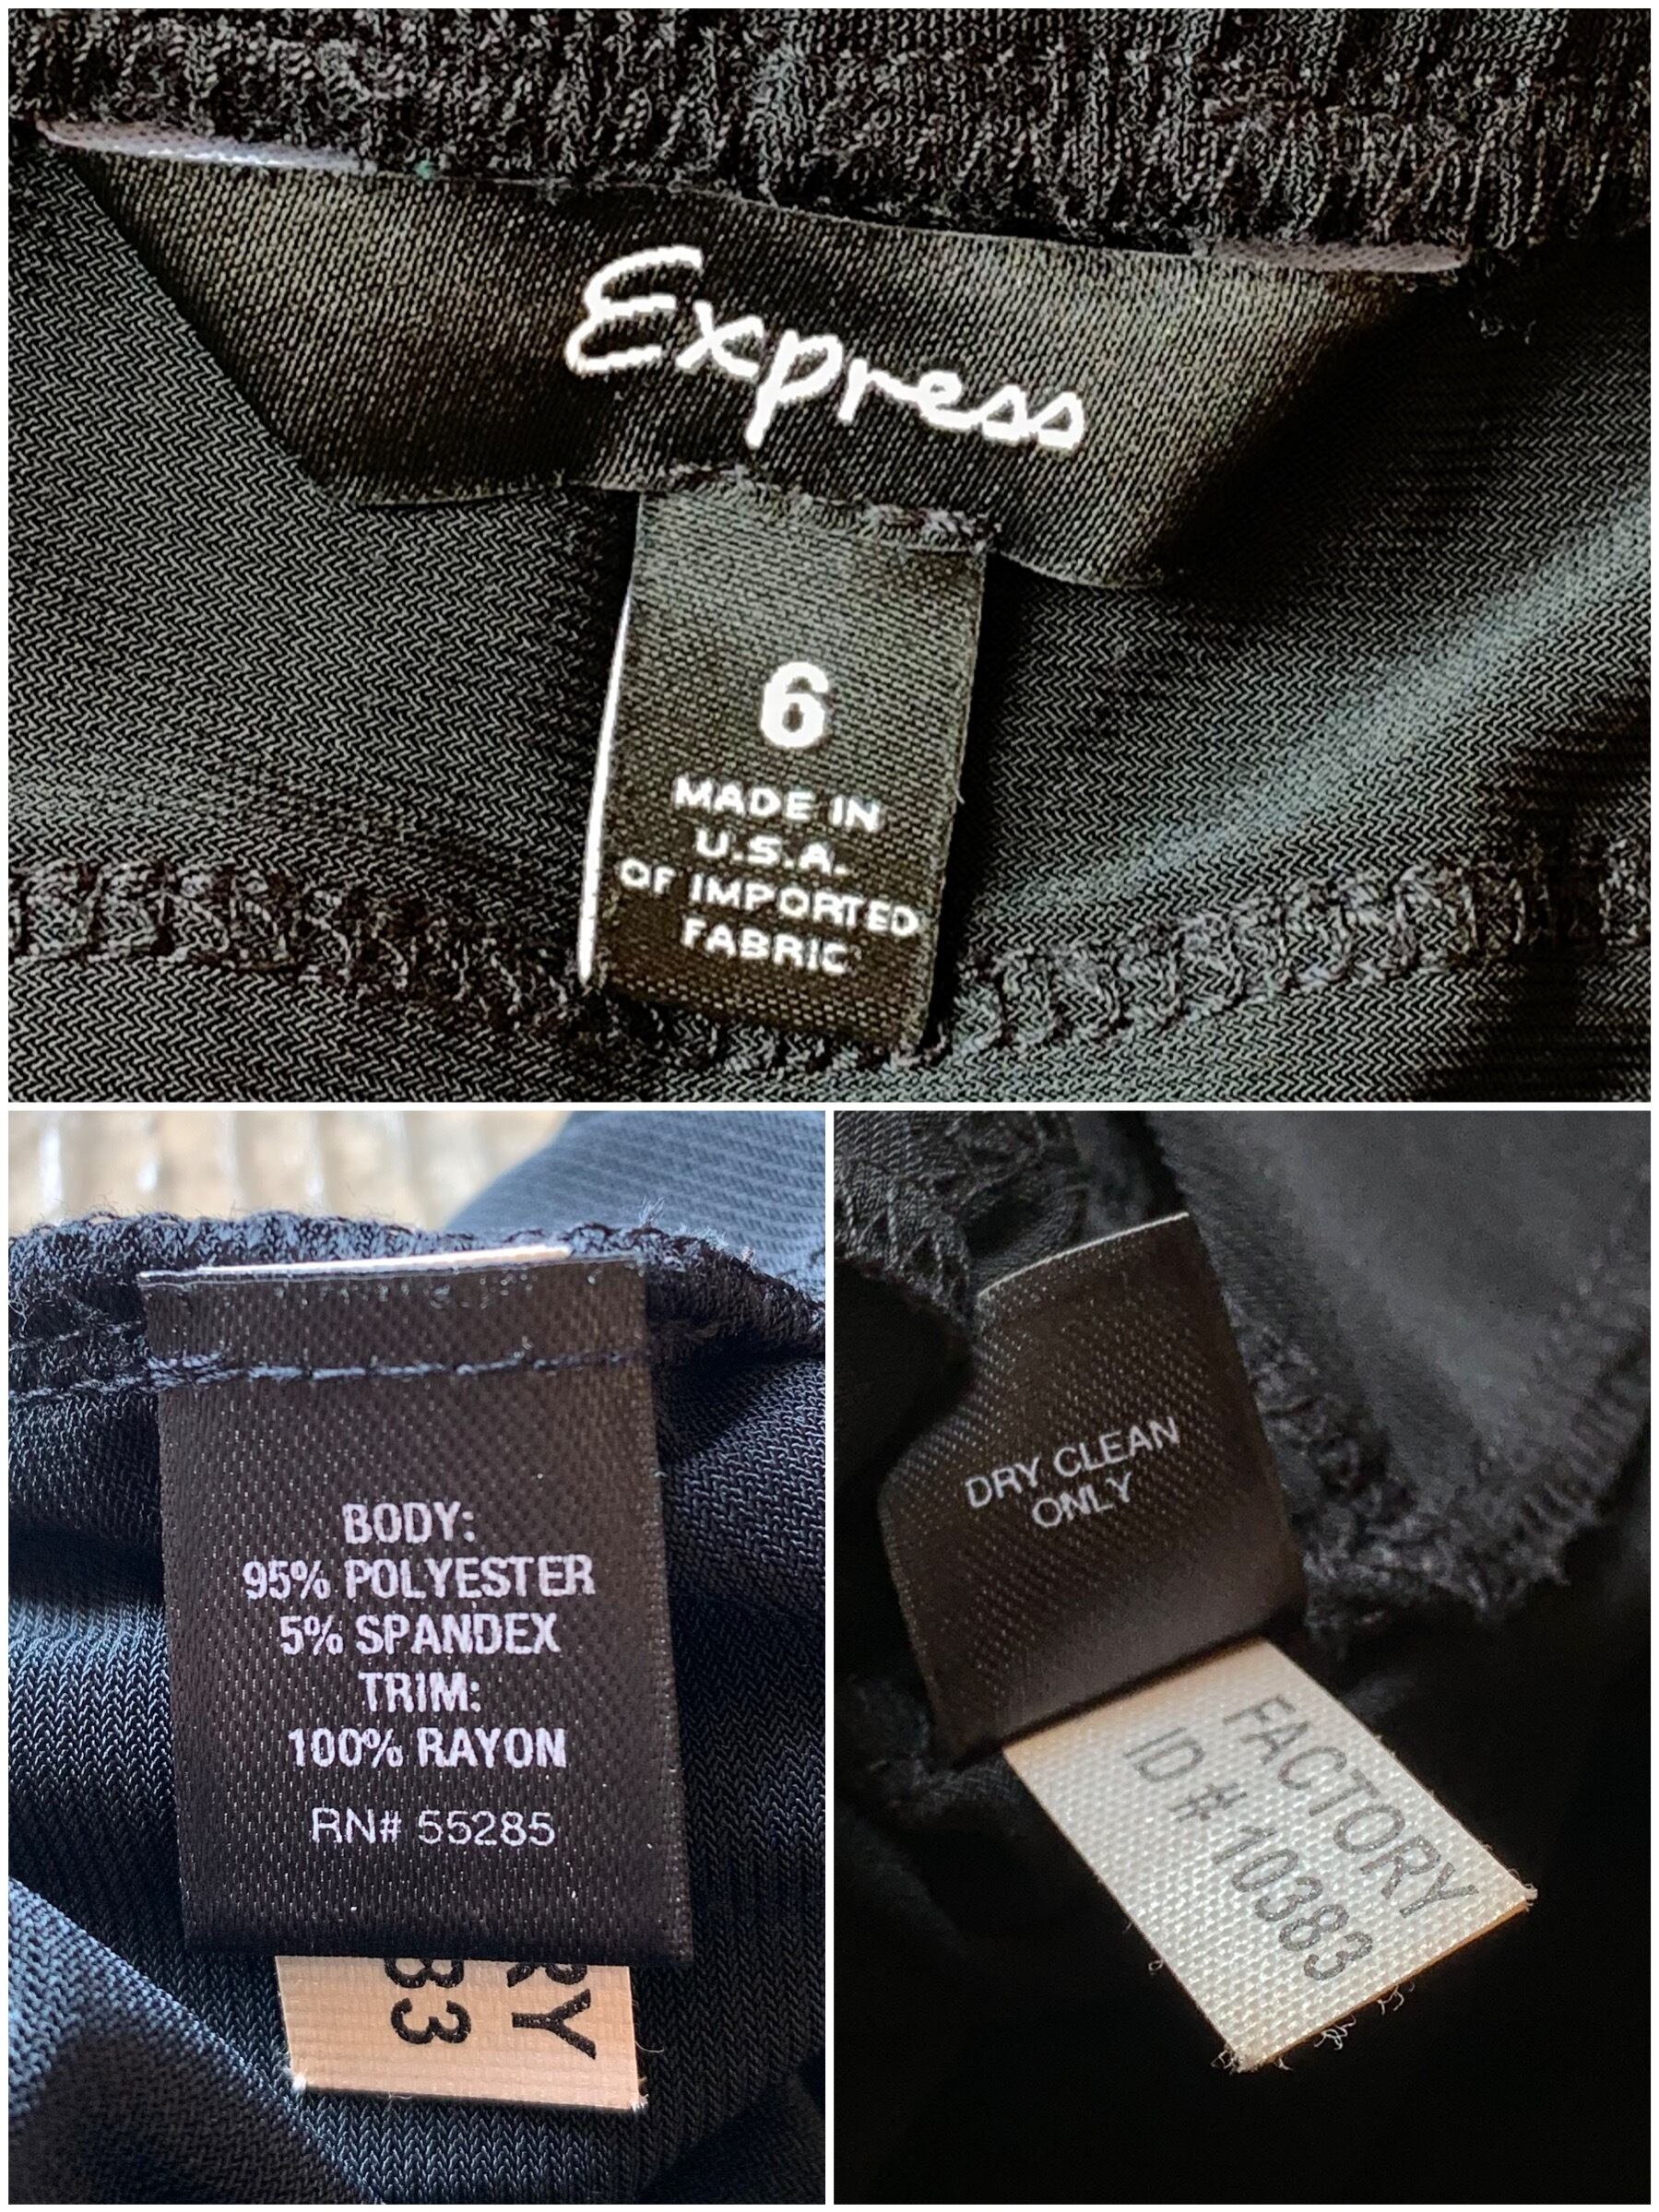 Express
6
MADE IN
U.S.A.
OF IMPORTED
FABRIC
BODY:
95% POLYESTER
5% SPANDEX
TRIM:
100% RAYON
RN# 55285
RY
83
DRY CLEAN
ONLY
FACTORY
ID # 10383